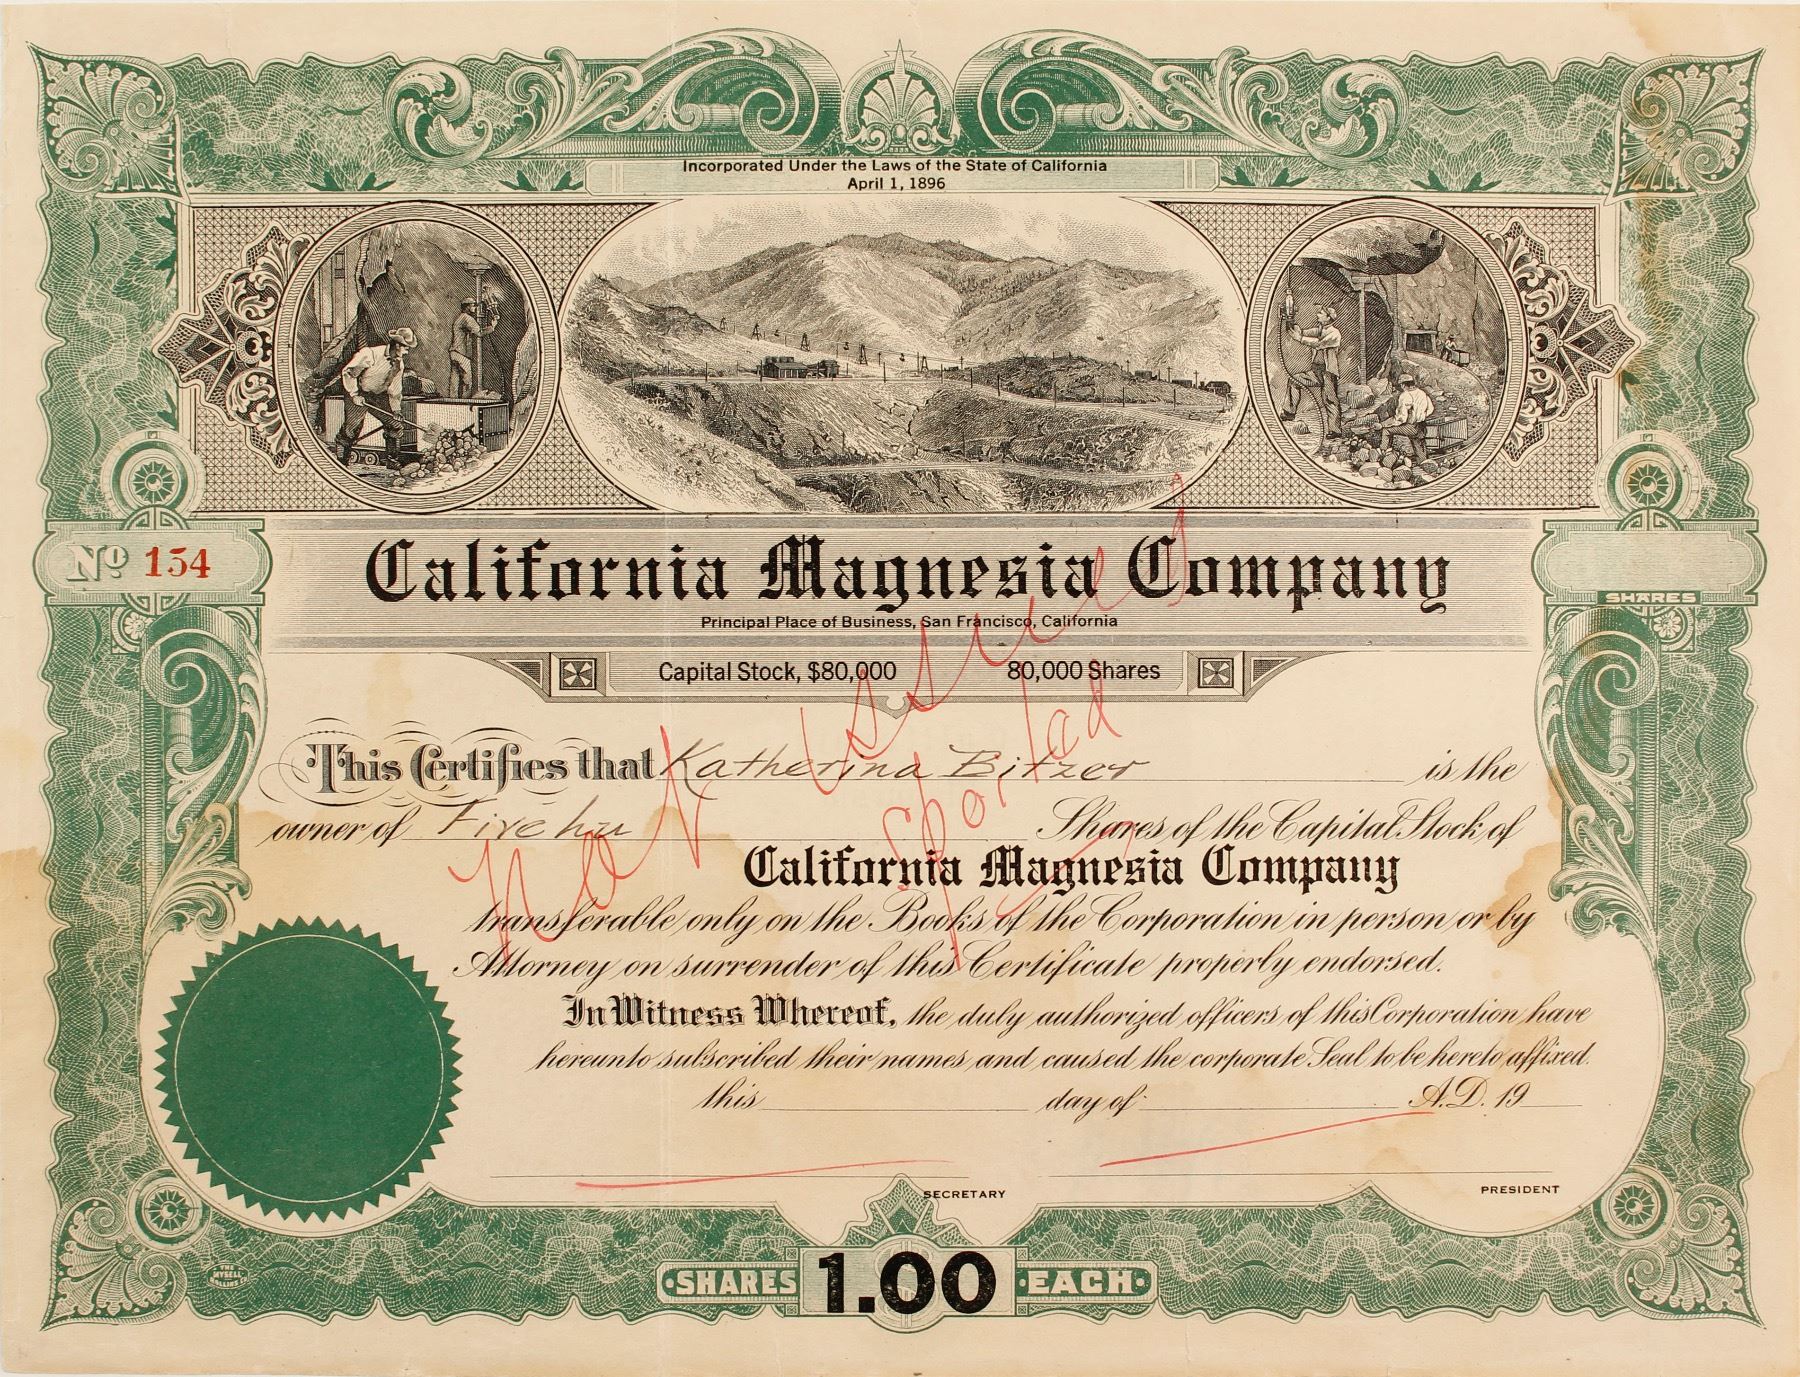 Incorporated Under the Laws of the State of California
April 1, 1896
Nº 154
SHARES
California Magnesia Company
Principal Place of Business, San Francisco, California
Capital Stock, $80,000 80,000 Shares
This Certifies that Katherina Bitzer is the
owner of Five hu Shares of the Capital Stock of
California Magnesia Company
transferable only on the Books of the Corporation in person or by
Attorney on surrender of this Certificate properly endorsed.
In Witness Whereof, the duly authorized officers of this Corporation have
hereunto subscribed their names and caused the corporate Seal to be hereto affixed.
this day of A.D. 19
SECRETARY PRESIDENT
SHARES 1.00 EACH
not issued
Spoiled
THE
MYSELL
ROLLINS CO